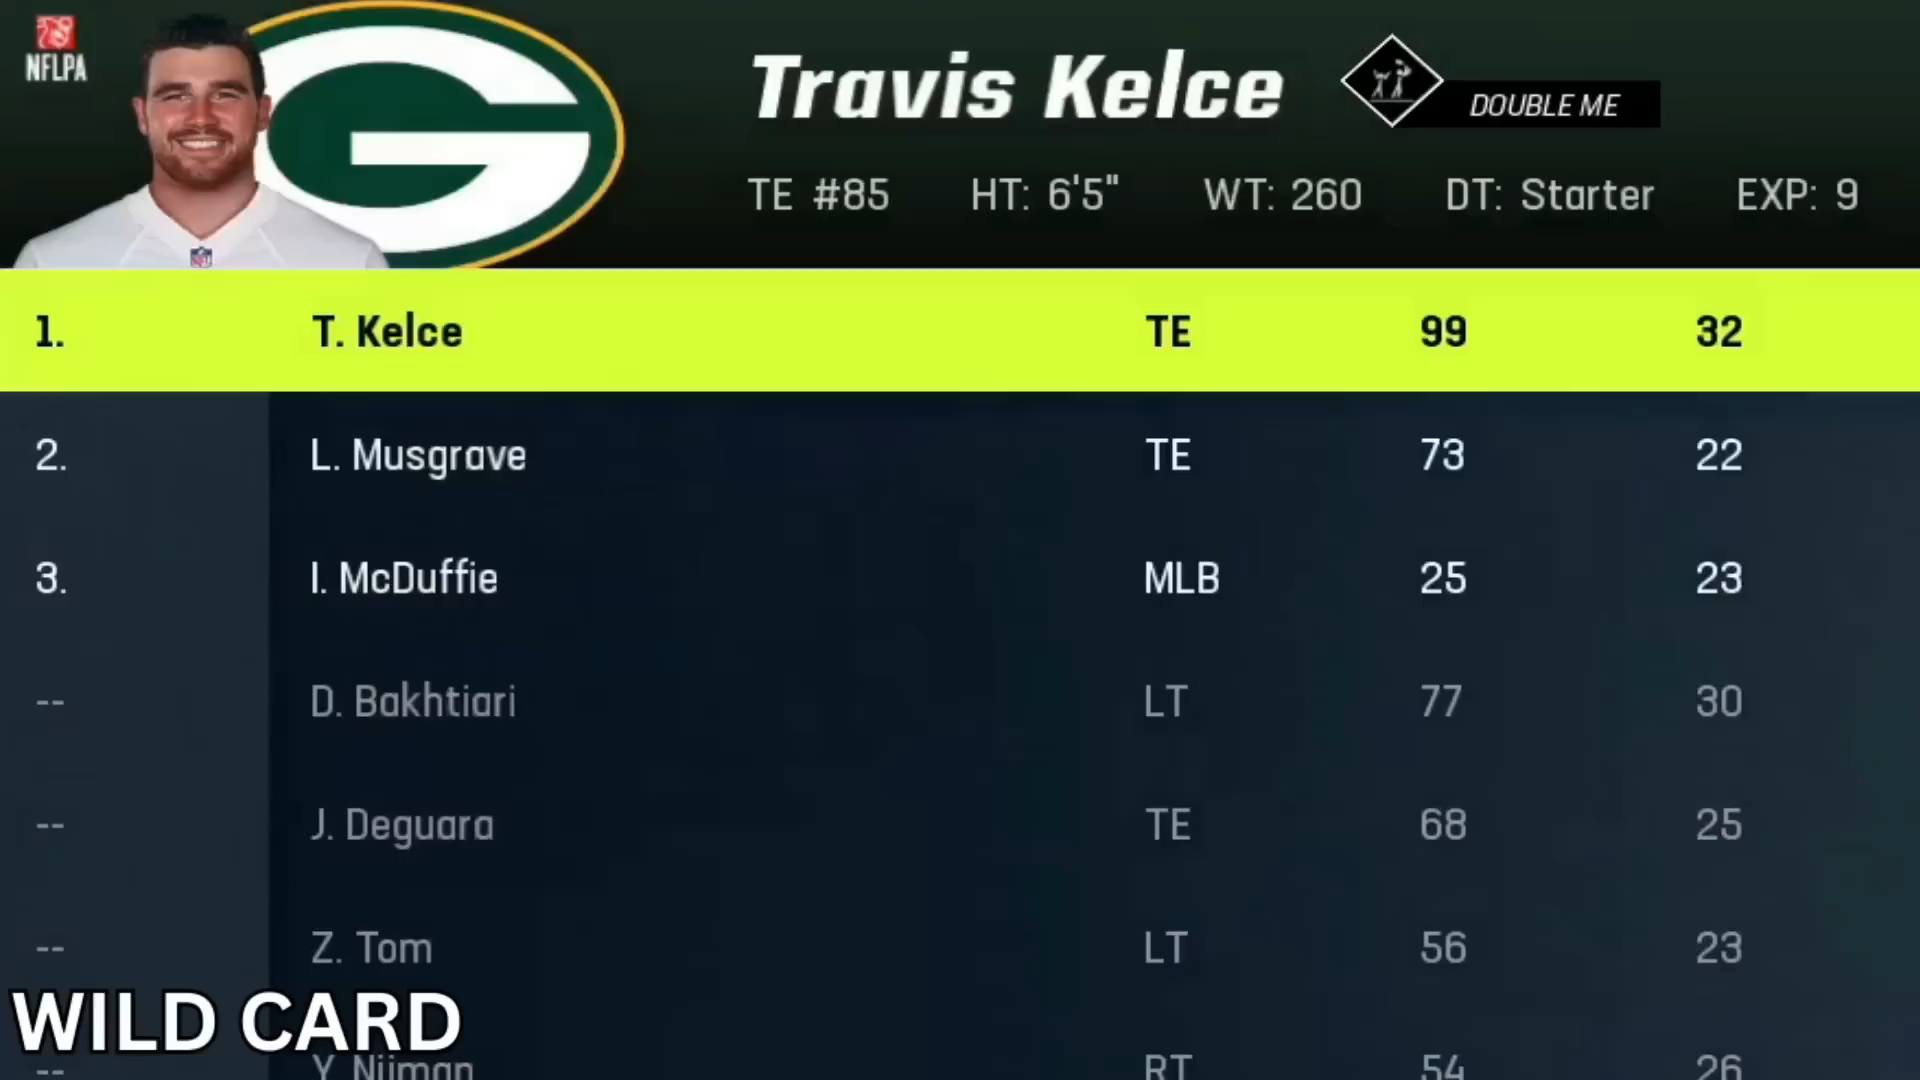 NFLPA
Travis Kelce
DOUBLE ME
TE #85 HT: 6'5" WT: 260 DT: Starter EXP: 9
1. T. Kelce TE 99 32
2. L. Musgrave TE 73 22
3. I. McDuffie MLB 25 23
-- D. Bakhtiari LT 77 30
-- J. Deguara TE 68 25
-- Z. Tom LT 56 23
WILD CARD
-- Y. Nijman RT 54 26